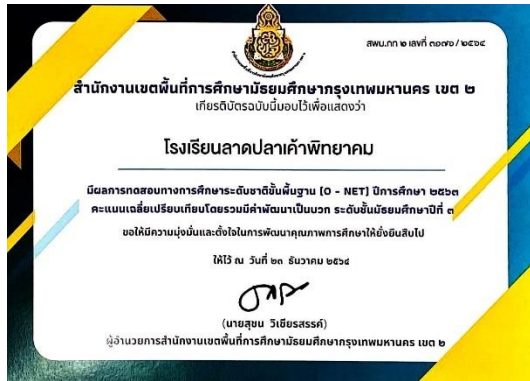 สพม.กท ๒ เลขที่ ๓๑๗๖ / ๒๕๖๔
สำนักงานเขตพื้นที่การศึกษามัธยมศึกษากรุงเทพมหานคร เขต ๒
เกียรติบัตรฉบับนี้มอบไว้เพื่อแสดงว่า
โรงเรียนลาดปลาเค้าพิทยาคม
มีผลการทดสอบทางการศึกษาระดับชาติขั้นพื้นฐาน (O - NET) ปีการศึกษา ๒๕๖๓
คะแนนเฉลี่ยเปรียบเทียบโดยรวมมีค่าพัฒนาเป็นบวก ระดับชั้นมัธยมศึกษาปีที่ ๓
ขอให้มีความมุ่งมั่นและตั้งใจในการพัฒนาคุณภาพการศึกษาให้ยั่งยืนสืบไป
ให้ไว้ ณ วันที่ ๒๓ ธันวาคม ๒๕๖๔
(นายสุขน วิเชียรสรรค์)
ผู้อำนวยการสำนักงานเขตพื้นที่การศึกษามัธยมศึกษากรุงเทพมหานคร เขต ๒